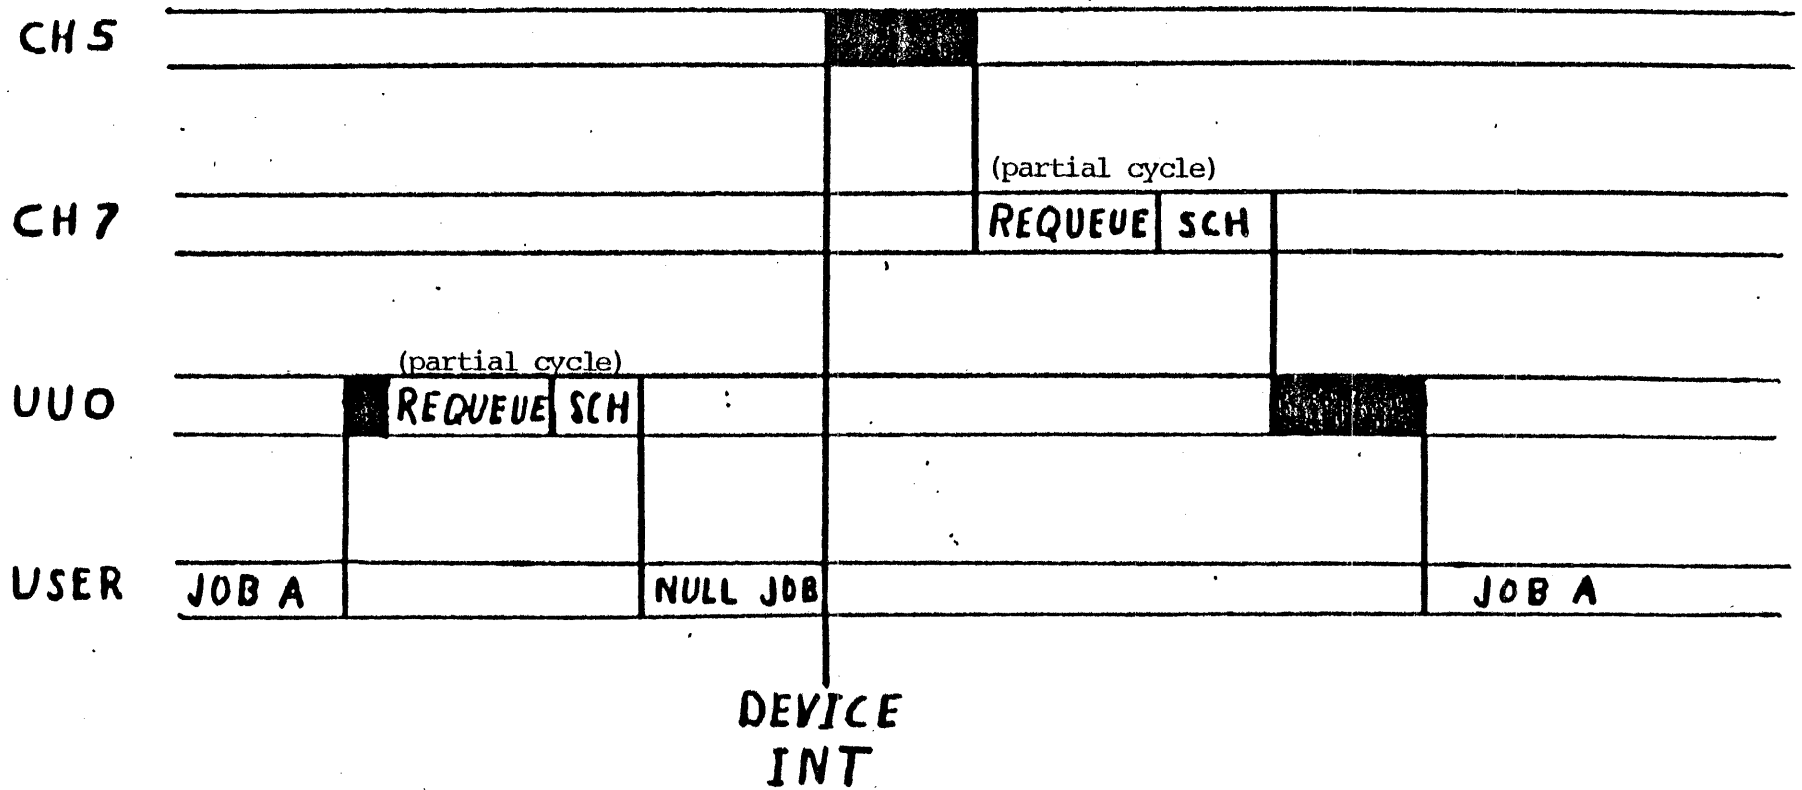 CH5
(partial cycle)
CH7 REQUEUE SCH
(partial cycle)
UUO REQUEUE SCH
USER JOB A NULL JOB JOB A
DEVICE
INT